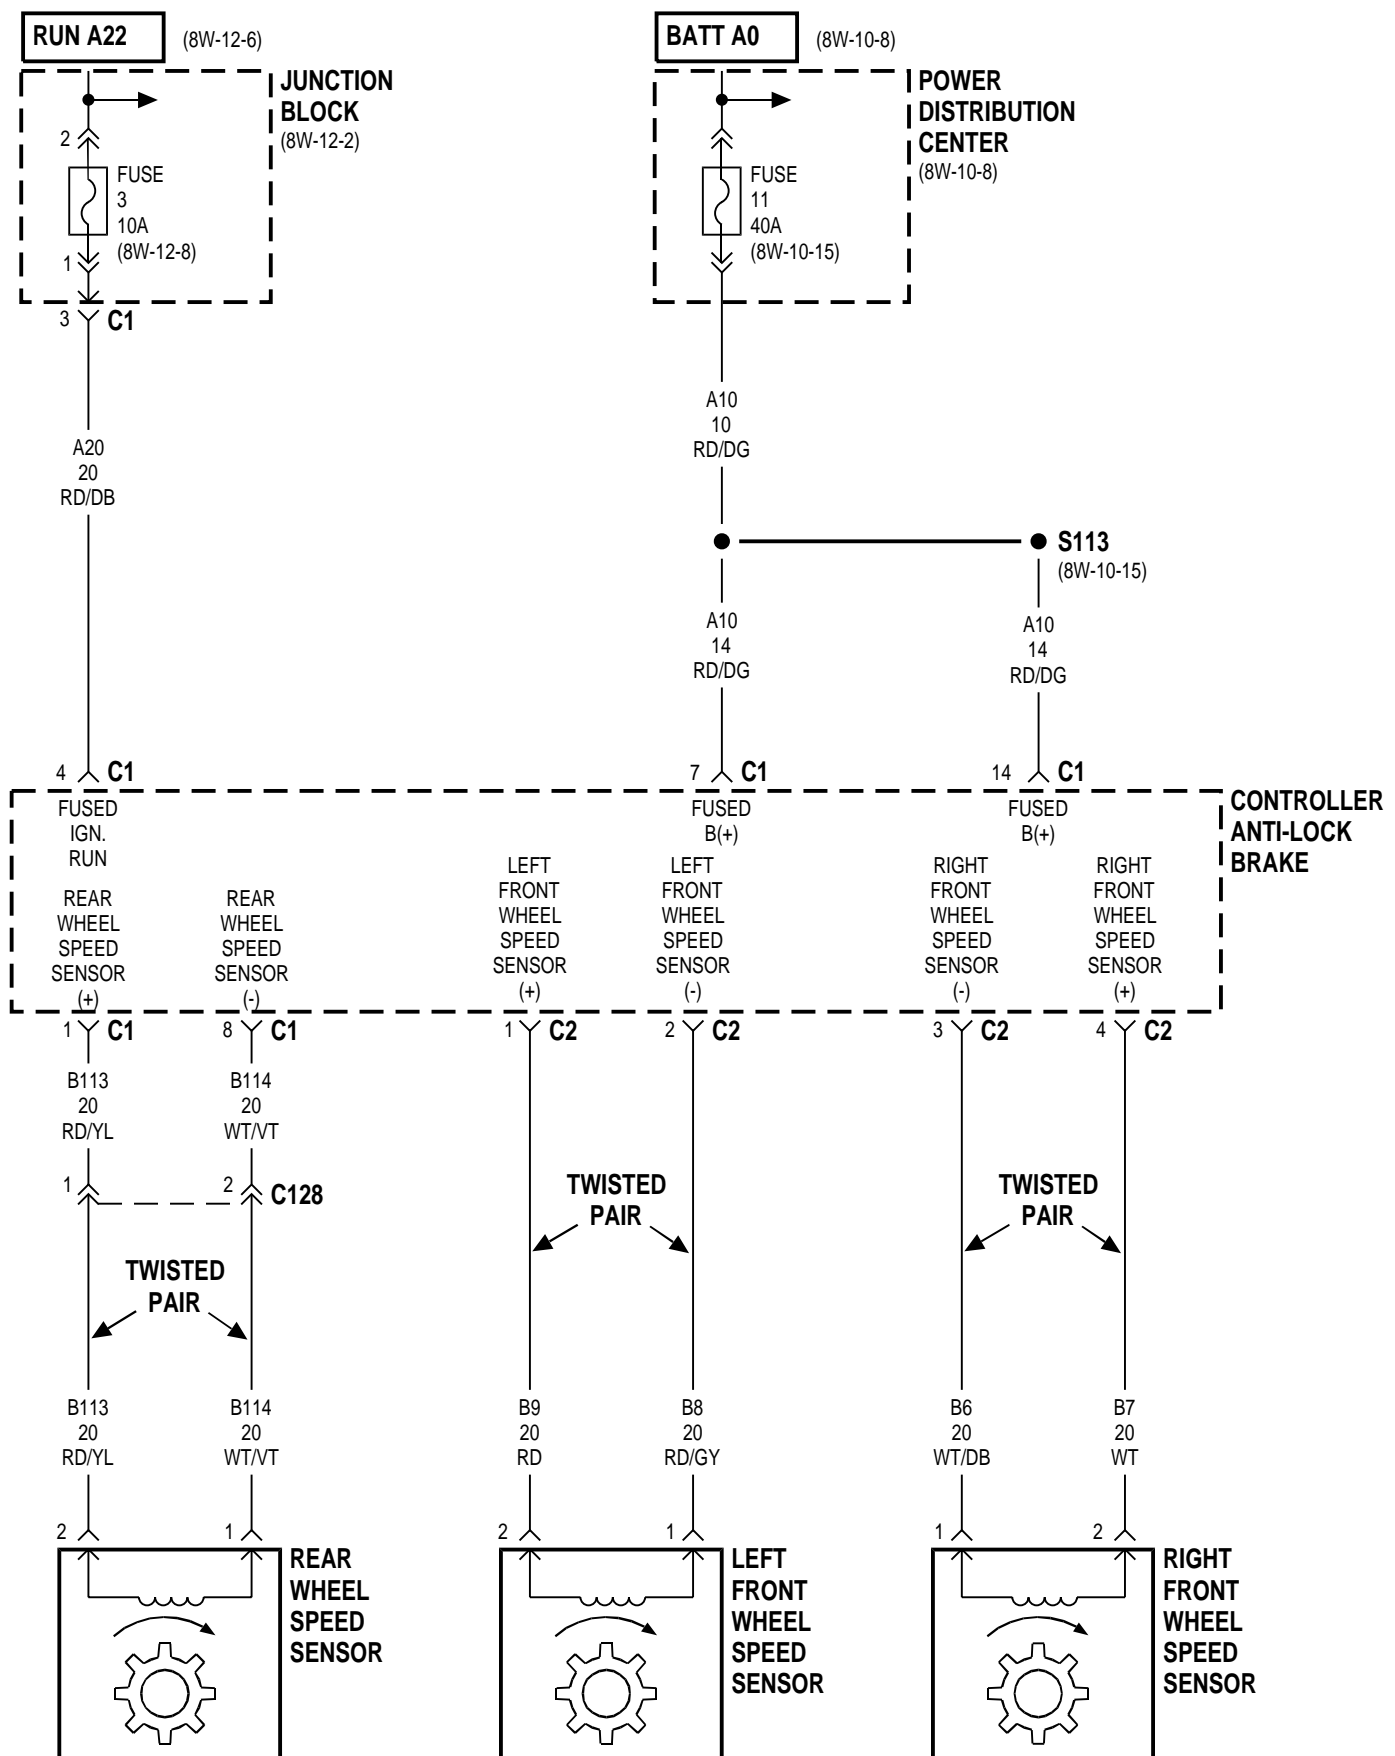 RUN A22
(8W-12-6)
BATT A0
(8W-10-8)
JUNCTION
BLOCK
(8W-12-2)
2
FUSE
3
10A
(8W-12-8)
1
3
C1
POWER
DISTRIBUTION
CENTER
(8W-10-8)
FUSE
11
40A
(8W-10-15)
A20
20
RD/DB
A10
10
RD/DG
S113
(8W-10-15)
A10
14
RD/DG
A10
14
RD/DG
4
C1
7
C1
14
C1
CONTROLLER
ANTI-LOCK
BRAKE
FUSED
IGN.
RUN
FUSED
B(+)
FUSED
B(+)
REAR
WHEEL
SPEED
SENSOR
(+)
REAR
WHEEL
SPEED
SENSOR
(-)
LEFT
FRONT
WHEEL
SPEED
SENSOR
(+)
LEFT
FRONT
WHEEL
SPEED
SENSOR
(-)
RIGHT
FRONT
WHEEL
SPEED
SENSOR
(-)
RIGHT
FRONT
WHEEL
SPEED
SENSOR
(+)
1
C1
8
C1
1
C2
2
C2
3
C2
4
C2
B113
20
RD/YL
B114
20
WT/VT
1
2
C128
TWISTED
PAIR
TWISTED
PAIR
TWISTED
PAIR
B113
20
RD/YL
B114
20
WT/VT
B9
20
RD
B8
20
RD/GY
B6
20
WT/DB
B7
20
WT
2
1
2
1
1
2
REAR
WHEEL
SPEED
SENSOR
LEFT
FRONT
WHEEL
SPEED
SENSOR
RIGHT
FRONT
WHEEL
SPEED
SENSOR